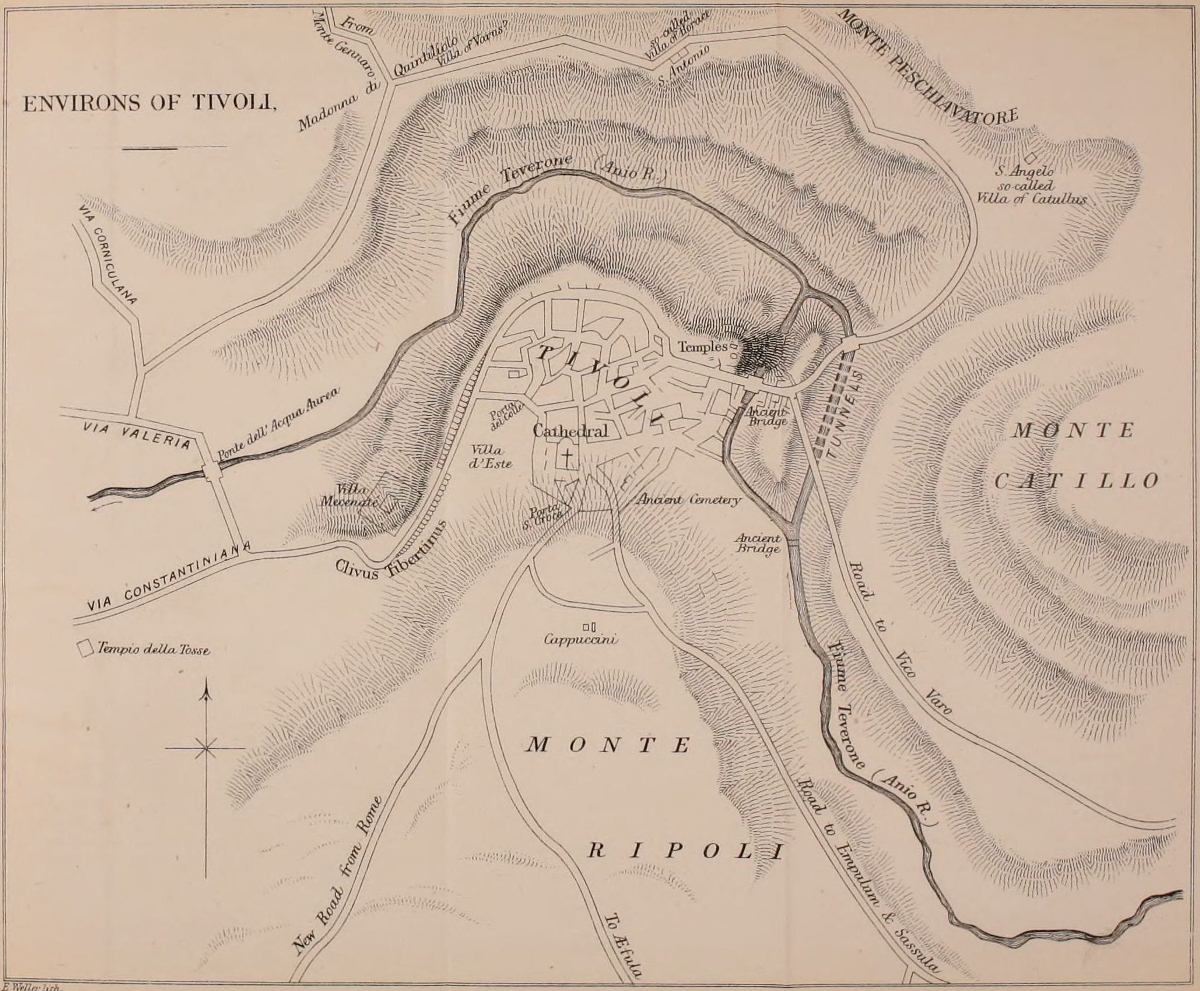 ENVIRONS OF TIVOLI,
From
Monte Gennaro
Madonna di
Quintiliolo
Villa of Varus?
so-called
Villa of Horace
S. Antonio
MONTE PESCHIAVATORE
S. Angelo
so-called
Villa of Catullus.
Fiume Teverone (Anio R.)
VIA CORNICULANA
VIA VALERIA
Ponte dell' Acqua Aurea
Temples
TIVOLI
TUNNELS
Ancient
Bridge
Porta
del Colle
Cathedral
Villa
d'Este
MONTE
CATILLO
Villa
Mecenate
Ancient Cemetery
Porta
S. Croce
Ancient
Bridge
Clivus Tibertinus
VIA CONSTANTINIANA
Tempio della Tosse
Cappuccini
Road to Vico Varo
Fiume Teverone (Anio R.)
MONTE
RIPOLI
New Road from Rome
To Æfula
Road to Empulum & Sassula
E. Weller lith.